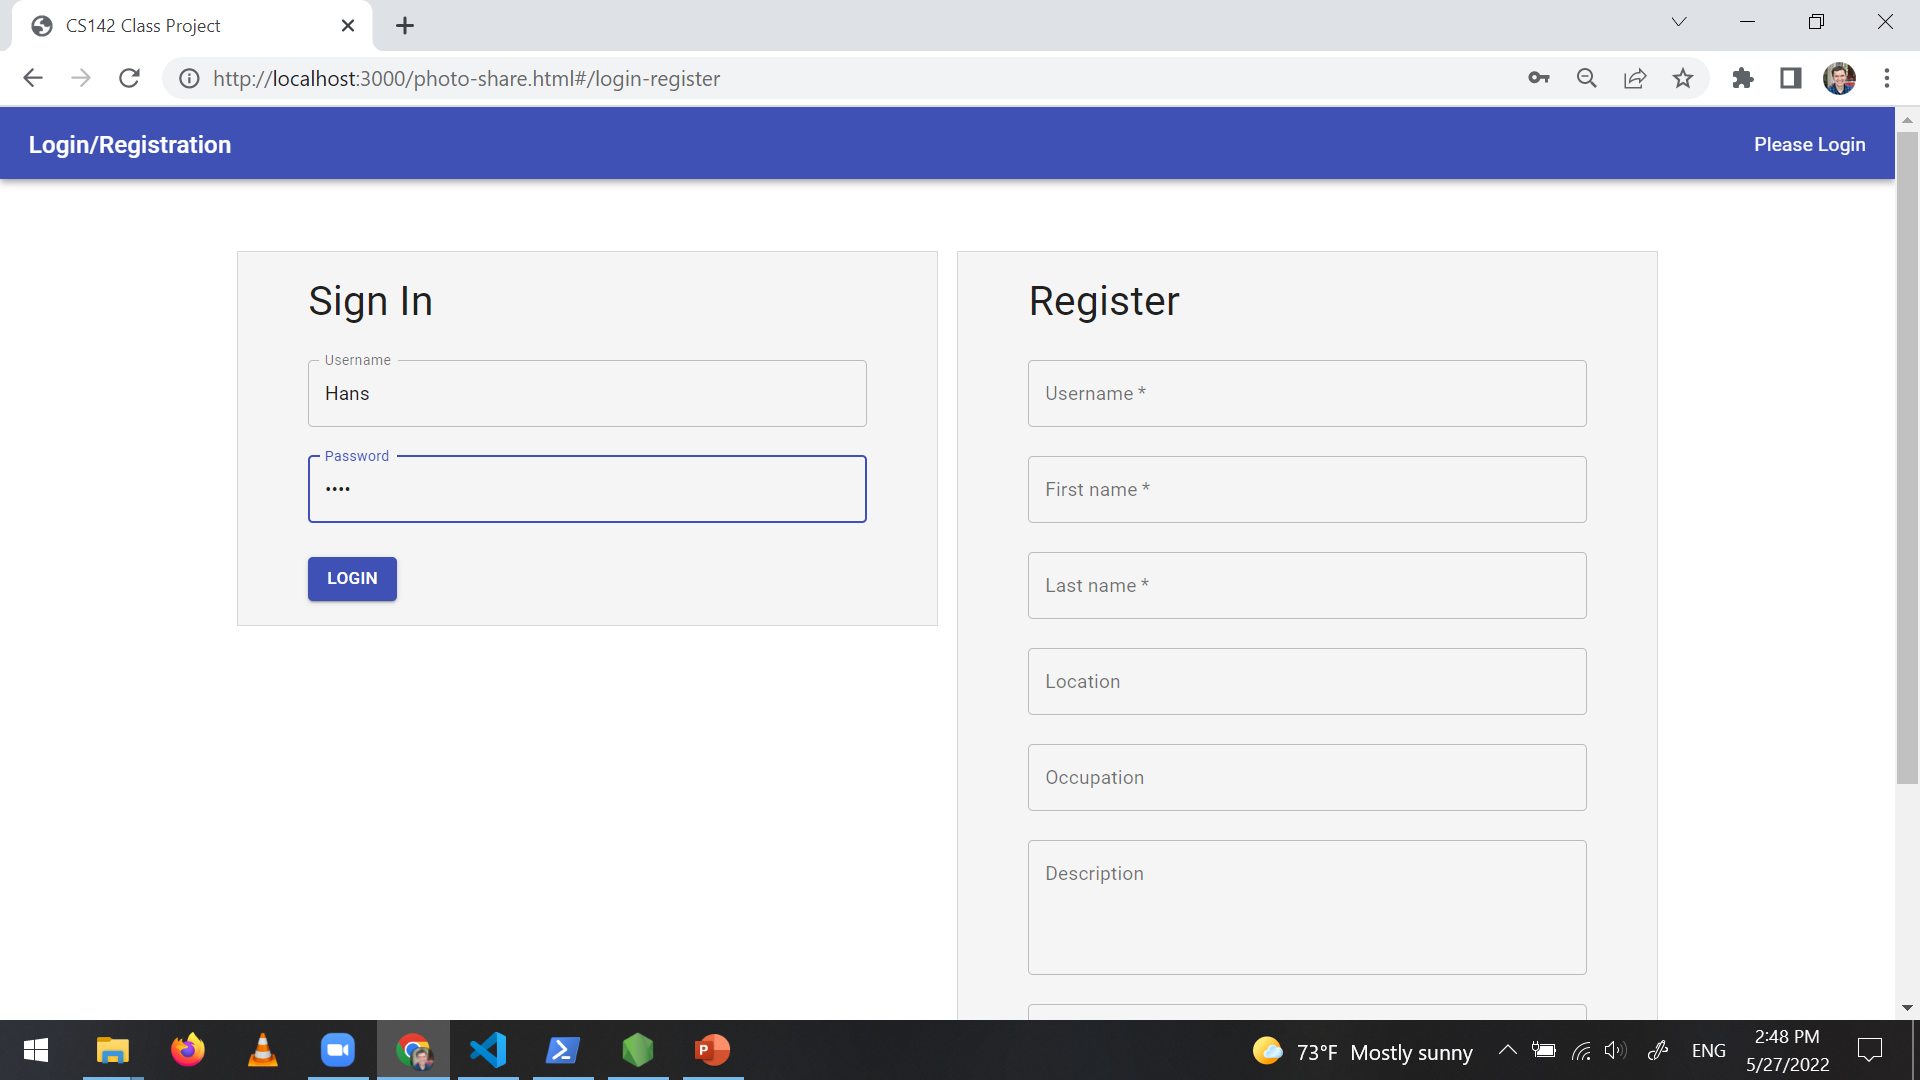 CS142 Class Project
http://localhost:3000/photo-share.html#/login-register
Login/Registration
Please Login
Sign In
Username
Hans
Password
••••
LOGIN
Register
Username *
First name *
Last name *
Location
Occupation
Description
P
73°F Mostly sunny
ENG
2:48 PM
5/27/2022